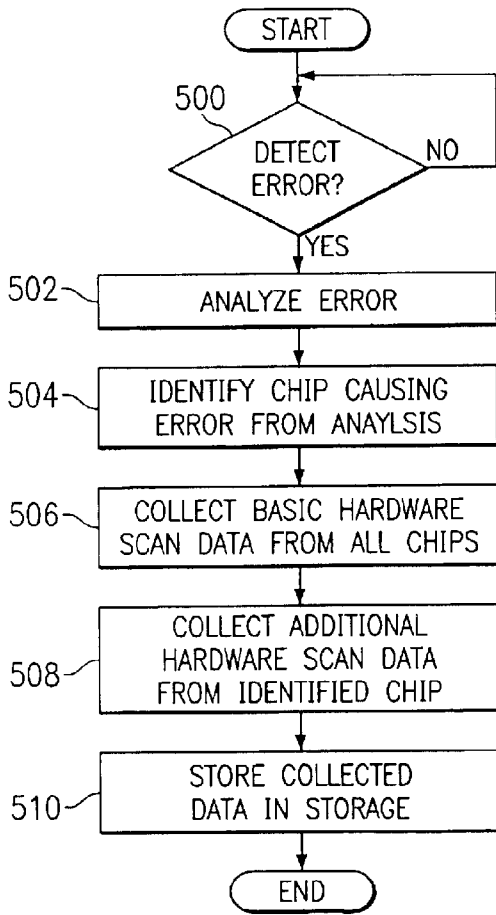 START
500
DETECT
ERROR?
NO
YES
502
ANALYZE ERROR
504
IDENTIFY CHIP CAUSING
ERROR FROM ANAYLSIS
506
COLLECT BASIC HARDWARE
SCAN DATA FROM ALL CHIPS
508
COLLECT ADDITIONAL
HARDWARE SCAN DATA
FROM IDENTIFIED CHIP
510
STORE COLLECTED
DATA IN STORAGE
END